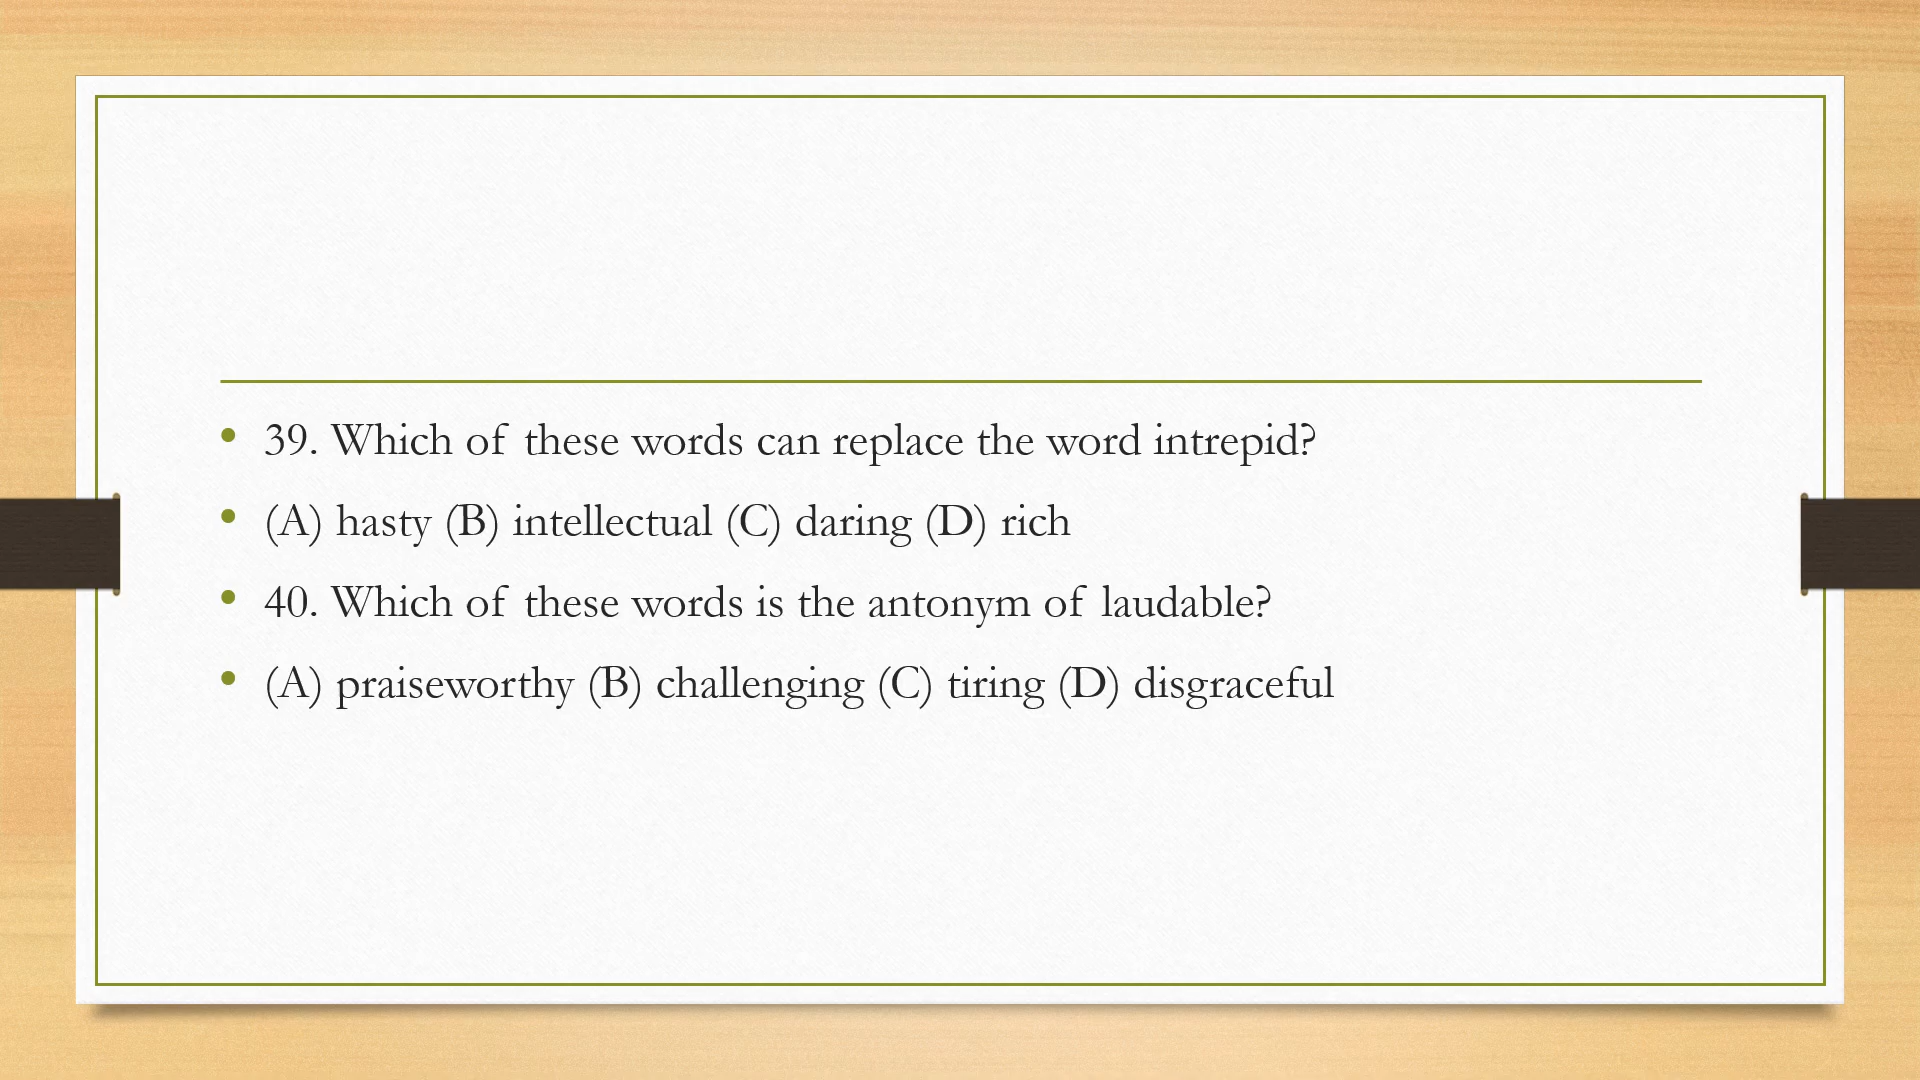 39. Which of these words can replace the word intrepid?
(A) hasty (B) intellectual (C) daring (D) rich
40. Which of these words is the antonym of laudable?
(A) praiseworthy (B) challenging (C) tiring (D) disgraceful